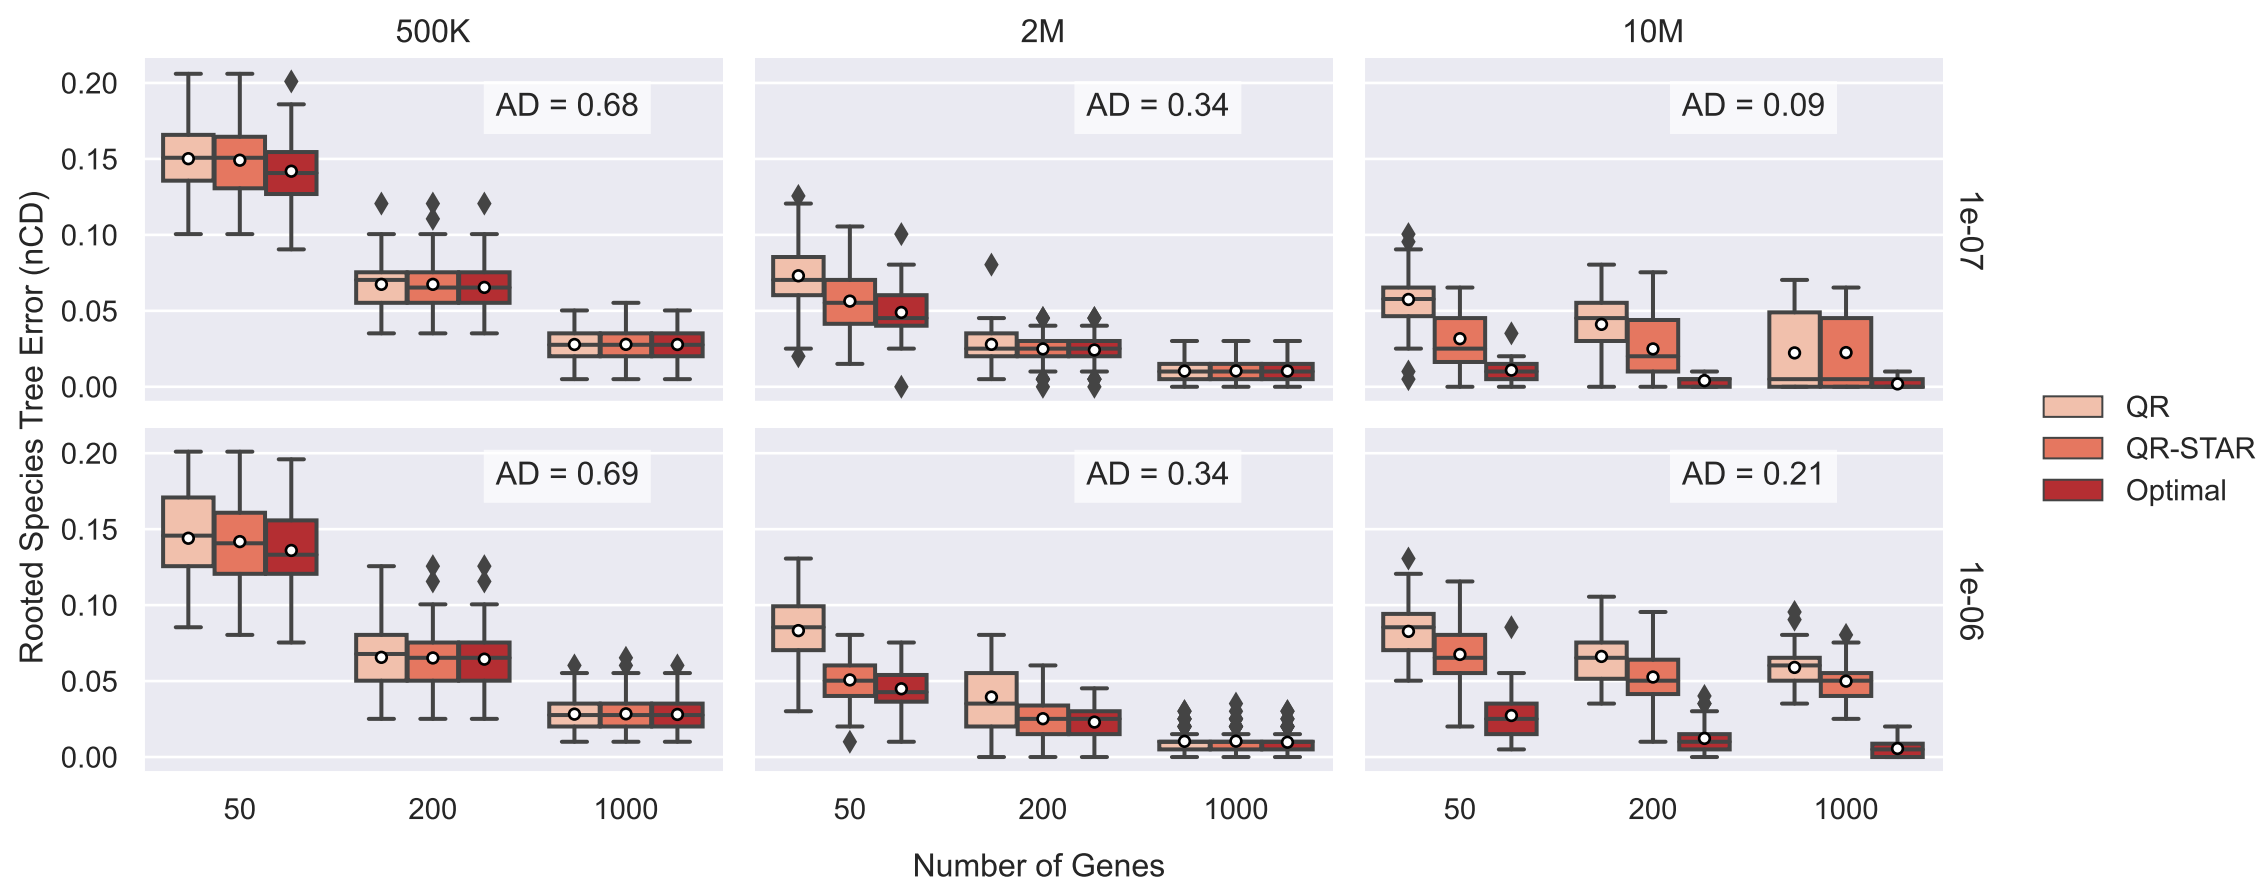 500K
2M
10M
0.20
0.15
0.10
0.05
0.00
AD = 0.68
AD = 0.34
AD = 0.09
1e-07
Rooted Species Tree Error (nCD)
0.20
0.15
0.10
0.05
0.00
AD = 0.69
AD = 0.34
AD = 0.21
1e-06
QR
QR-STAR
Optimal
50
200
1000
50
200
1000
50
200
1000
Number of Genes